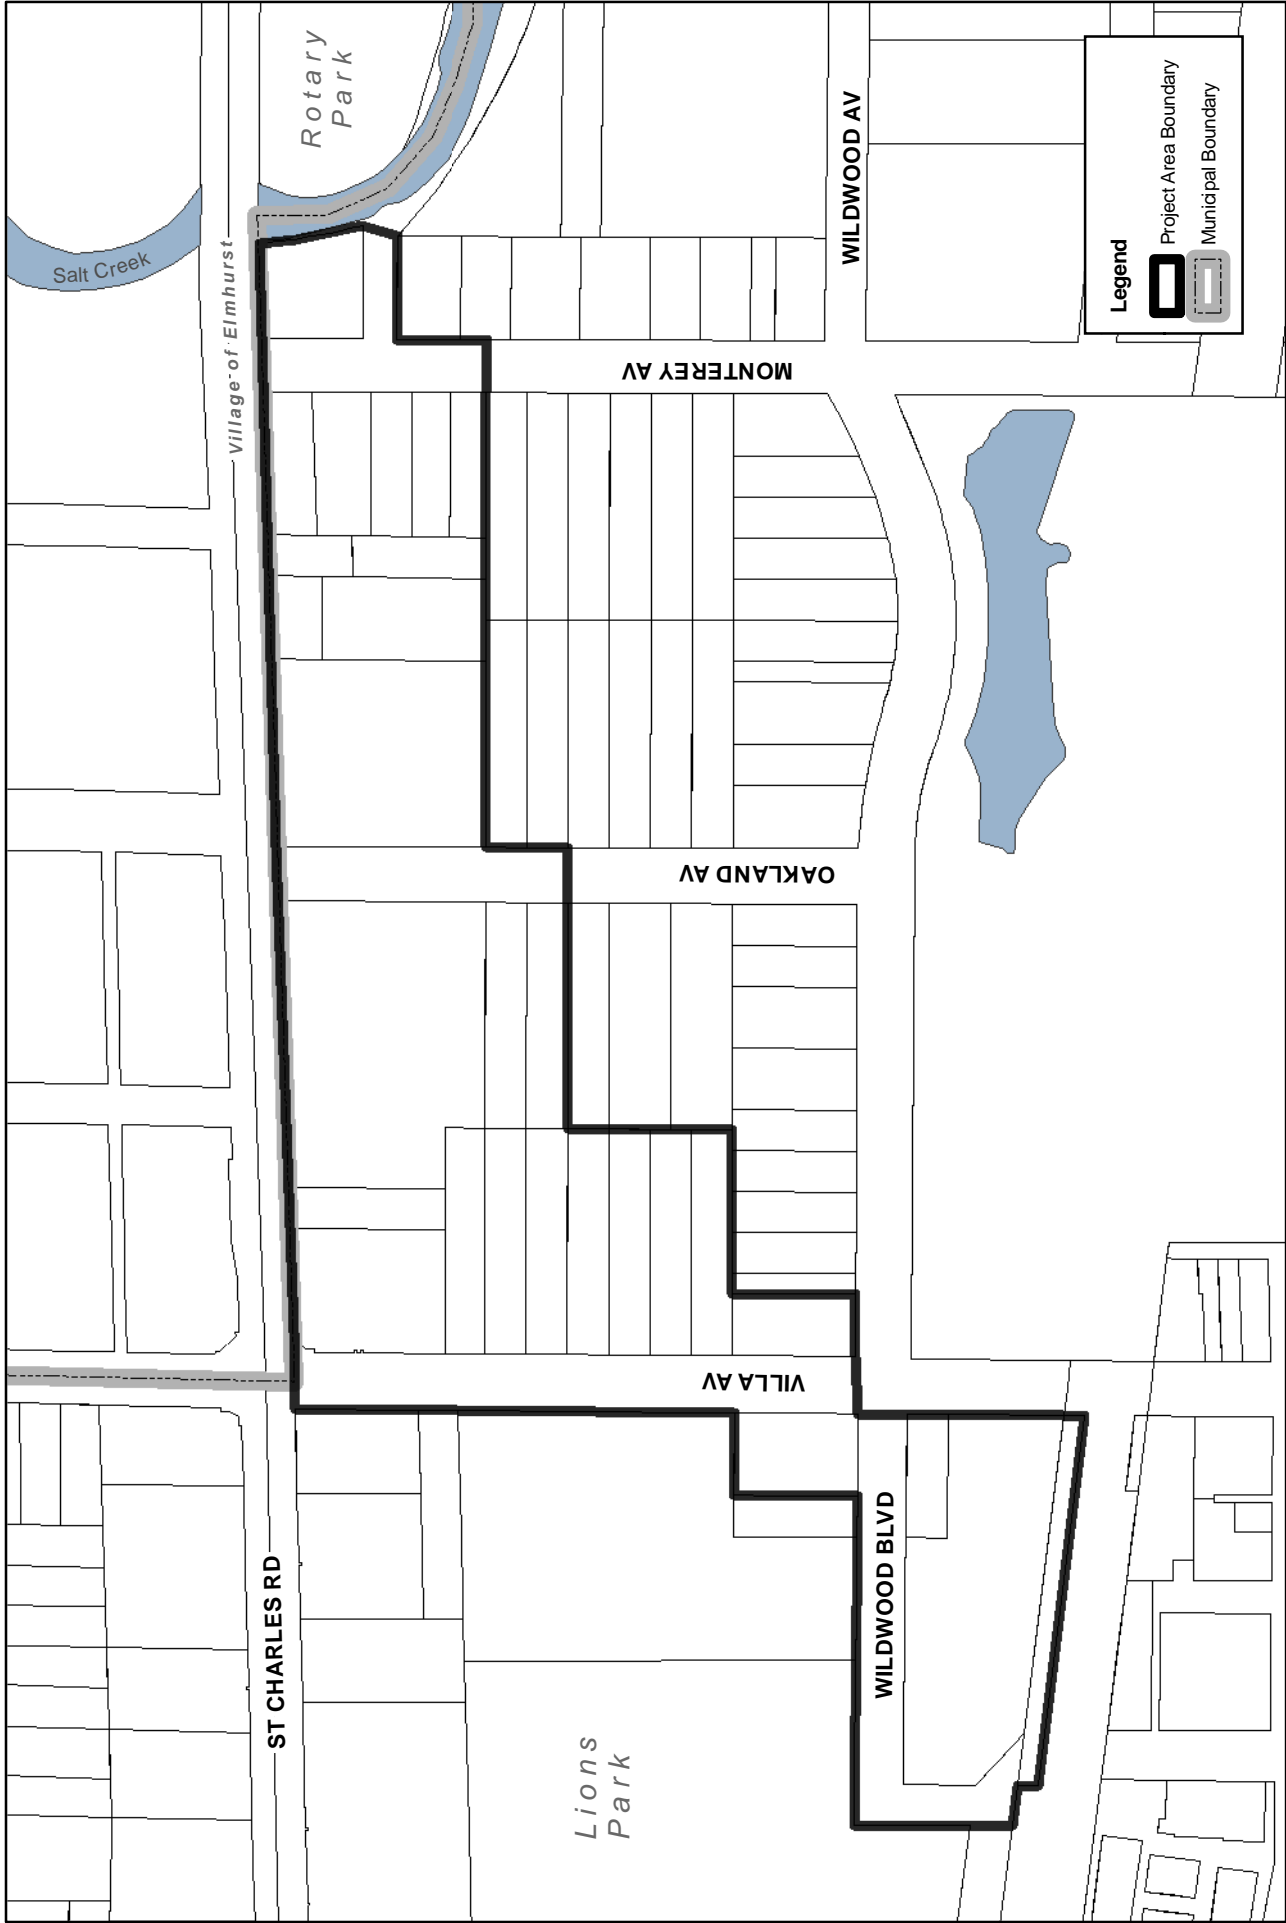 Salt Creek
Rotary
Park
Village of Elmhurst
WILDWOOD AV
MONTEREY AV
OAKLAND AV
VILLA AV
ST CHARLES RD
WILDWOOD BLVD
Lions
Park
Legend
Project Area Boundary
Municipal Boundary